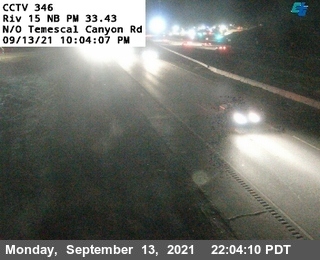 CCTV 346
Riv 15 NB PM 33.43
N/O Temescal Canyon Rd
09/13/21 10:04:07 PM
Monday, September 13, 2021 22:04:10 PDT